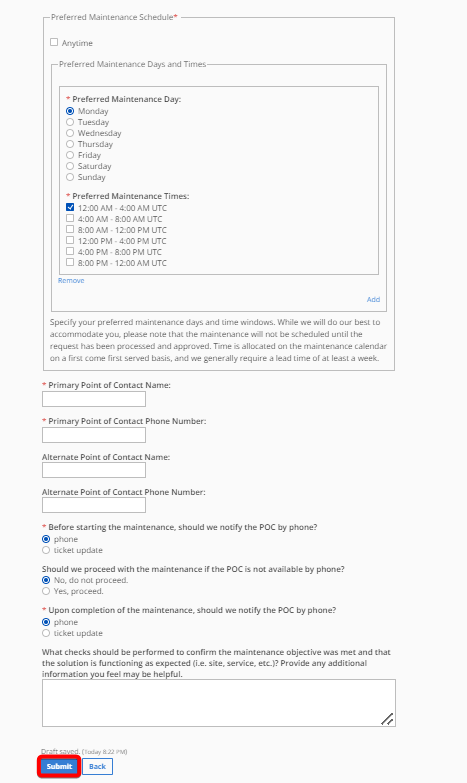 Preferred Maintenance Schedule*
Anytime
Preferred Maintenance Days and Times
* Preferred Maintenance Day:
Monday
Tuesday
Wednesday
Thursday
Friday
Saturday
Sunday
* Preferred Maintenance Times:
12:00 AM - 4:00 AM UTC
4:00 AM - 8:00 AM UTC
8:00 AM - 12:00 PM UTC
12:00 PM - 4:00 PM UTC
4:00 PM - 8:00 PM UTC
8:00 PM - 12:00 AM UTC
Remove
Add
Specify your preferred maintenance days and time windows. While we will do our best to
accommodate you, please note that the maintenance will not be scheduled until the
request has been processed and approved. Time is allocated on the maintenance calendar
on a first come first served basis, and we generally require a lead time of at least a week.
* Primary Point of Contact Name:
* Primary Point of Contact Phone Number:
Alternate Point of Contact Name:
Alternate Point of Contact Phone Number:
* Before starting the maintenance, should we notify the POC by phone?
phone
ticket update
Should we proceed with the maintenance if the POC is not available by phone?
No, do not proceed.
Yes, proceed.
* Upon completion of the maintenance, should we notify the POC by phone?
phone
ticket update
What checks should be performed to confirm the maintenance objective was met and that
the solution is functioning as expected (i.e. site, service, etc.)? Provide any additional
information you feel may be helpful.
Draft saved. (Today 8:22 PM)
Submit Back